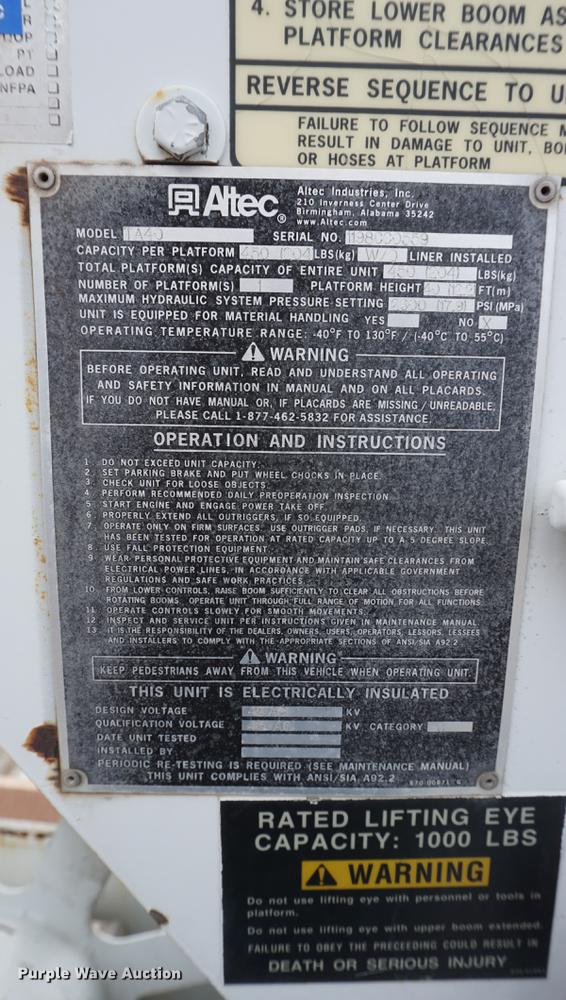 4. STORE LOWER BOOM AS
PLATFORM CLEARANCES
REVERSE SEQUENCE TO U
FAILURE TO FOLLOW SEQUENCE M
RESULT IN DAMAGE TO UNIT, BO
OR HOSES AT PLATFORM
PT
LOAD
NFPA
Altec®
Altec Industries, Inc.
210 Inverness Center Drive
Birmingham, Alabama 35242
www.Altec.com
MODEL TA40 SERIAL NO.
CAPACITY PER PLATFORM 450 (204) LBS(kg) W/O LINER INSTALLED
TOTAL PLATFORM(S) CAPACITY OF ENTIRE UNIT 450 (204) LBS(kg)
NUMBER OF PLATFORM(S) 1 PLATFORM HEIGHT FT(m)
MAXIMUM HYDRAULIC SYSTEM PRESSURE SETTING PSI(MPa)
UNIT IS EQUIPPED FOR MATERIAL HANDLING YES NO X
OPERATING TEMPERATURE RANGE: -40°F TO 130°F / (-40°C TO 55°C)
WARNING
BEFORE OPERATING UNIT, READ AND UNDERSTAND ALL OPERATING
AND SAFETY INFORMATION IN MANUAL AND ON ALL PLACARDS.
IF YOU DO NOT HAVE MANUAL OR, IF PLACARDS ARE MISSING / UNREADABLE,
PLEASE CALL 1-877-462-5832 FOR ASSISTANCE.
OPERATION AND INSTRUCTIONS
1. DO NOT EXCEED UNIT CAPACITY.
2. SET PARKING BRAKE AND PUT WHEEL CHOCKS IN PLACE.
3. CHECK UNIT FOR LOOSE OBJECTS.
4. PERFORM RECOMMENDED DAILY PREOPERATION INSPECTION.
5. START ENGINE AND ENGAGE POWER TAKE OFF.
6. PROPERLY EXTEND ALL OUTRIGGERS, IF SO EQUIPPED.
7. OPERATE ONLY ON FIRM SURFACES. USE OUTRIGGER PADS, IF NECESSARY. THIS UNIT
HAS BEEN TESTED FOR OPERATION AT RATED CAPACITY UP TO A 5 DEGREE SLOPE.
8. USE FALL PROTECTION EQUIPMENT.
9. WEAR PERSONAL PROTECTIVE EQUIPMENT AND MAINTAIN SAFE CLEARANCES FROM
ELECTRICAL POWER LINES, IN ACCORDANCE WITH APPLICABLE GOVERNMENT
REGULATIONS AND SAFE WORK PRACTICES.
10. FROM LOWER CONTROLS, RAISE BOOM SUFFICIENTLY TO CLEAR ALL OBSTRUCTIONS BEFORE
ROTATING BOOMS. OPERATE UNIT THROUGH FULL RANGE OF MOTION FOR ALL FUNCTIONS.
11. OPERATE CONTROLS SLOWLY FOR SMOOTH MOVEMENTS.
12. INSPECT AND SERVICE UNIT PER INSTRUCTIONS GIVEN IN MAINTENANCE MANUAL
13. IT IS THE RESPONSIBILITY OF THE DEALERS, OWNERS, USERS, OPERATORS, LESSORS, LESSEES
AND INSTALLERS TO COMPLY WITH THE APPROPRIATE SECTIONS OF ANSI/SIA A92.2
WARNING
KEEP PEDESTRIANS AWAY FROM THIS VEHICLE WHEN OPERATING UNIT.
THIS UNIT IS ELECTRICALLY INSULATED
DESIGN VOLTAGE KV
QUALIFICATION VOLTAGE KV, CATEGORY
DATE UNIT TESTED
INSTALLED BY
PERIODIC RE-TESTING IS REQUIRED (SEE MAINTENANCE MANUAL)
THIS UNIT COMPLIES WITH ANSI/SIA A92.2
RATED LIFTING EYE
CAPACITY: 1000 LBS
WARNING
Do not use lifting eye with personnel or tools in
platform.
Do not use lifting eye with upper boom extended.
FAILURE TO OBEY THE PRECEEDING COULD RESULT IN
DEATH OR SERIOUS INJURY
Purple Wave Auction